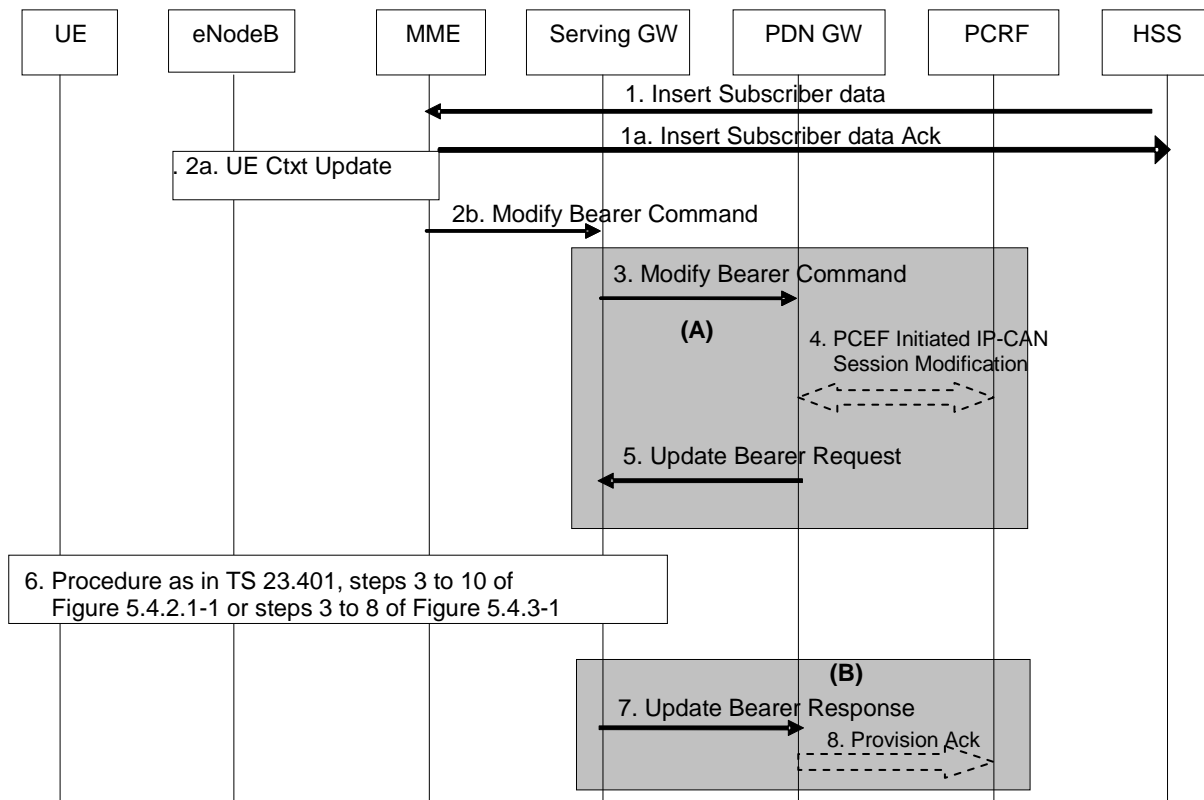 UE
eNodeB
MME
Serving GW
PDN GW
PCRF
HSS
1. Insert Subscriber data
1a. Insert Subscriber data Ack
. 2a. UE Ctxt Update
2b. Modify Bearer Command
3. Modify Bearer Command
(A)
4. PCEF Initiated IP-CAN
Session Modification
5. Update Bearer Request
6. Procedure as in TS 23.401, steps 3 to 10 of
Figure 5.4.2.1-1 or steps 3 to 8 of Figure 5.4.3-1
(B)
7. Update Bearer Response
8. Provision Ack